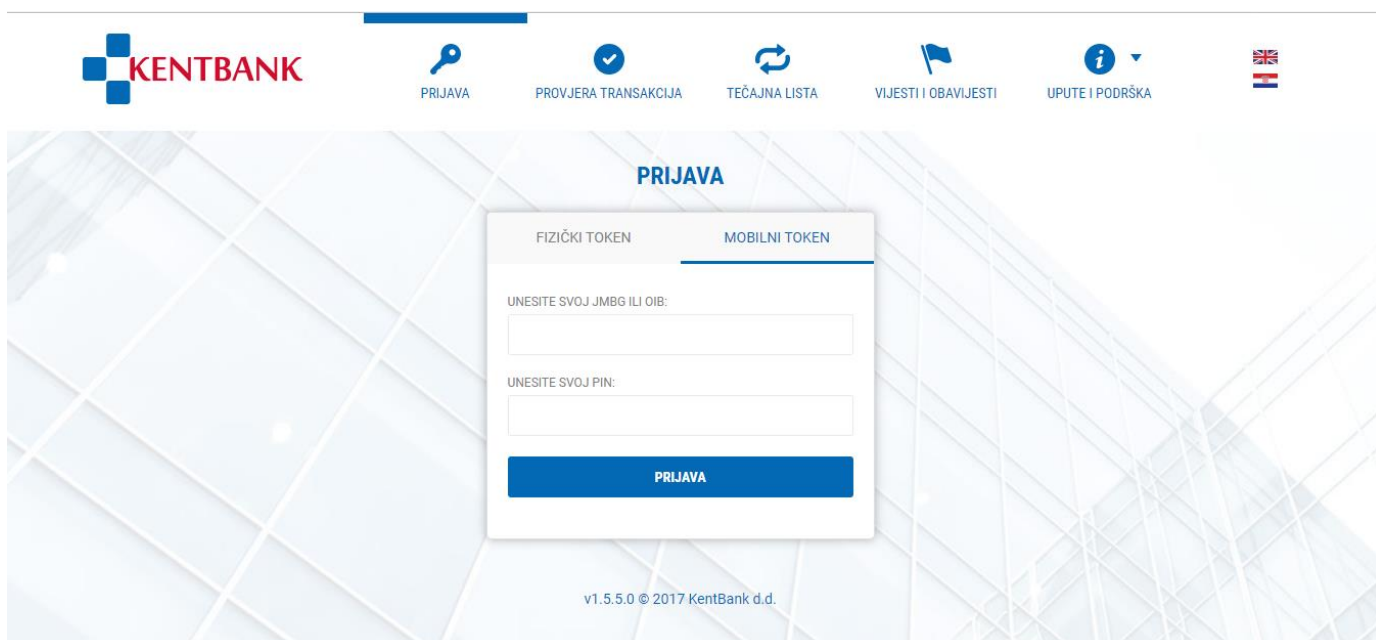 KENTBANK
PRIJAVA
PROVJERA TRANSAKCIJA
TEČAJNA LISTA
VIJESTI I OBAVIJESTI
UPUTE I PODRŠKA
PRIJAVA
FIZIČKI TOKEN
MOBILNI TOKEN
UNESITE SVOJ JMBG ILI OIB:
UNESITE SVOJ PIN:
PRIJAVA
v1.5.5.0 © 2017 KentBank d.d.